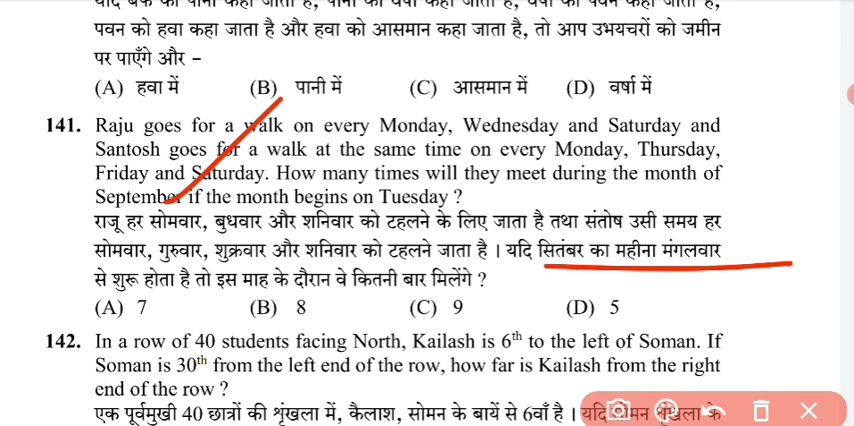 पवन को हवा कहा जाता है और हवा को आसमान कहा जाता है, तो आप उभयचरों को जमीन
पर पाएँगे और –
(A) हवा में (B) पानी में (C) आसमान में (D) वर्षा में
141. Raju goes for a walk on every Monday, Wednesday and Saturday and
Santosh goes for a walk at the same time on every Monday, Thursday,
Friday and Saturday. How many times will they meet during the month of
September if the month begins on Tuesday ?
राजू हर सोमवार, बुधवार और शनिवार को टहलने के लिए जाता है तथा संतोष उसी समय हर
सोमवार, गुरुवार, शुक्रवार और शनिवार को टहलने जाता है । यदि सितंबर का महीना मंगलवार
से शुरू होता है तो इस माह के दौरान वे कितनी बार मिलेंगे ?
(A) 7 (B) 8 (C) 9 (D) 5
142. In a row of 40 students facing North, Kailash is 6th to the left of Soman. If
Soman is 30th from the left end of the row, how far is Kailash from the right
end of the row ?
एक पूर्वमुखी 40 छात्रों की शृंखला में, कैलाश, सोमन के बायें से 6वाँ है । यदि